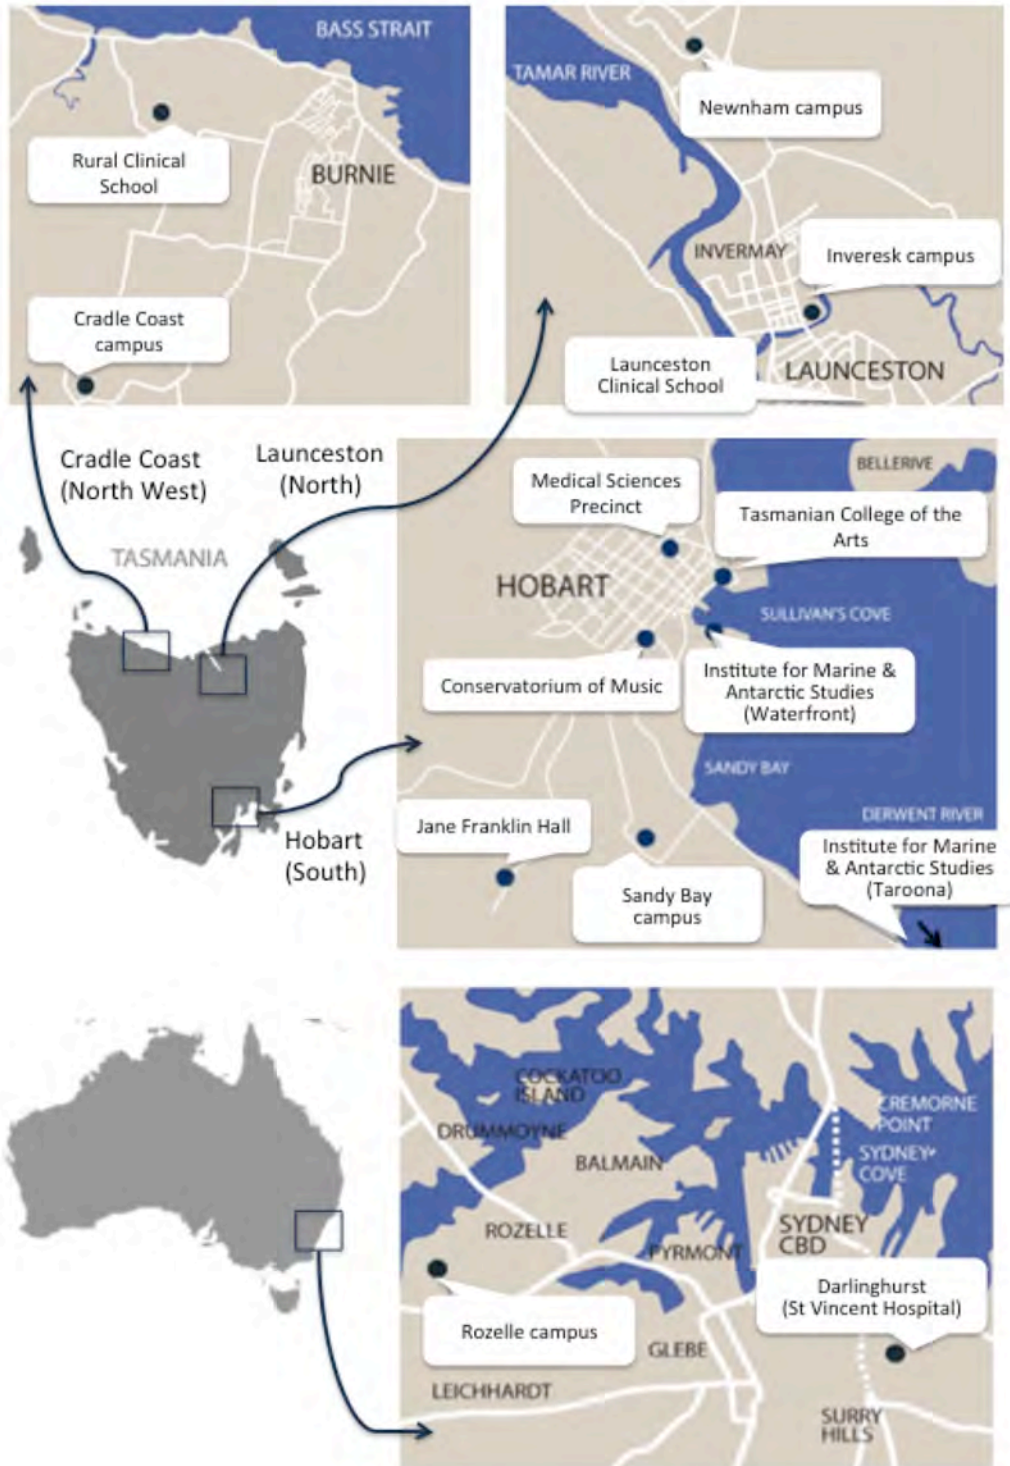 BASS STRAIT
Rural Clinical
School
BURNIE
Cradle Coast
campus
TAMAR RIVER
Newnham campus
INVERMAY
Inveresk campus
Launceston
Clinical School
LAUNCESTON
Cradle Coast
(North West)
Launceston
(North)
TASMANIA
Hobart
(South)
BELLERIVE
Medical Sciences
Precinct
Tasmanian College of the
Arts
HOBART
SULLIVAN'S COVE
Conservatorium of Music
Institute for Marine &
Antarctic Studies
(Waterfront)
SANDY BAY
DERWENT RIVER
Jane Franklin Hall
Institute for Marine
& Antarctic Studies
(Taroona)
Sandy Bay
campus
COCKATOO
ISLAND
CREMORNE
POINT
DRUMMOYNE
SYDNEY
COVE
BALMAIN
ROZELLE
SYDNEY
CBD
PYRMONT
Darlinghurst
(St Vincent Hospital)
Rozelle campus
GLEBE
LEICHHARDT
SURRY
HILLS